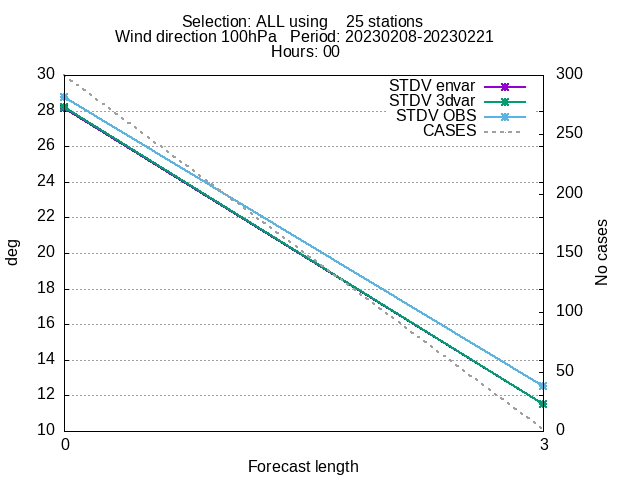 Selection: ALL using    25 stations
Wind direction 100hPa   Period: 20230208-20230221
Hours: 00
STDV envar
STDV 3dvar
STDV OBS
CASES
deg
30
28
26
24
22
20
18
16
14
12
10
300
250
200
150
100
50
0
No cases
0
3
Forecast length